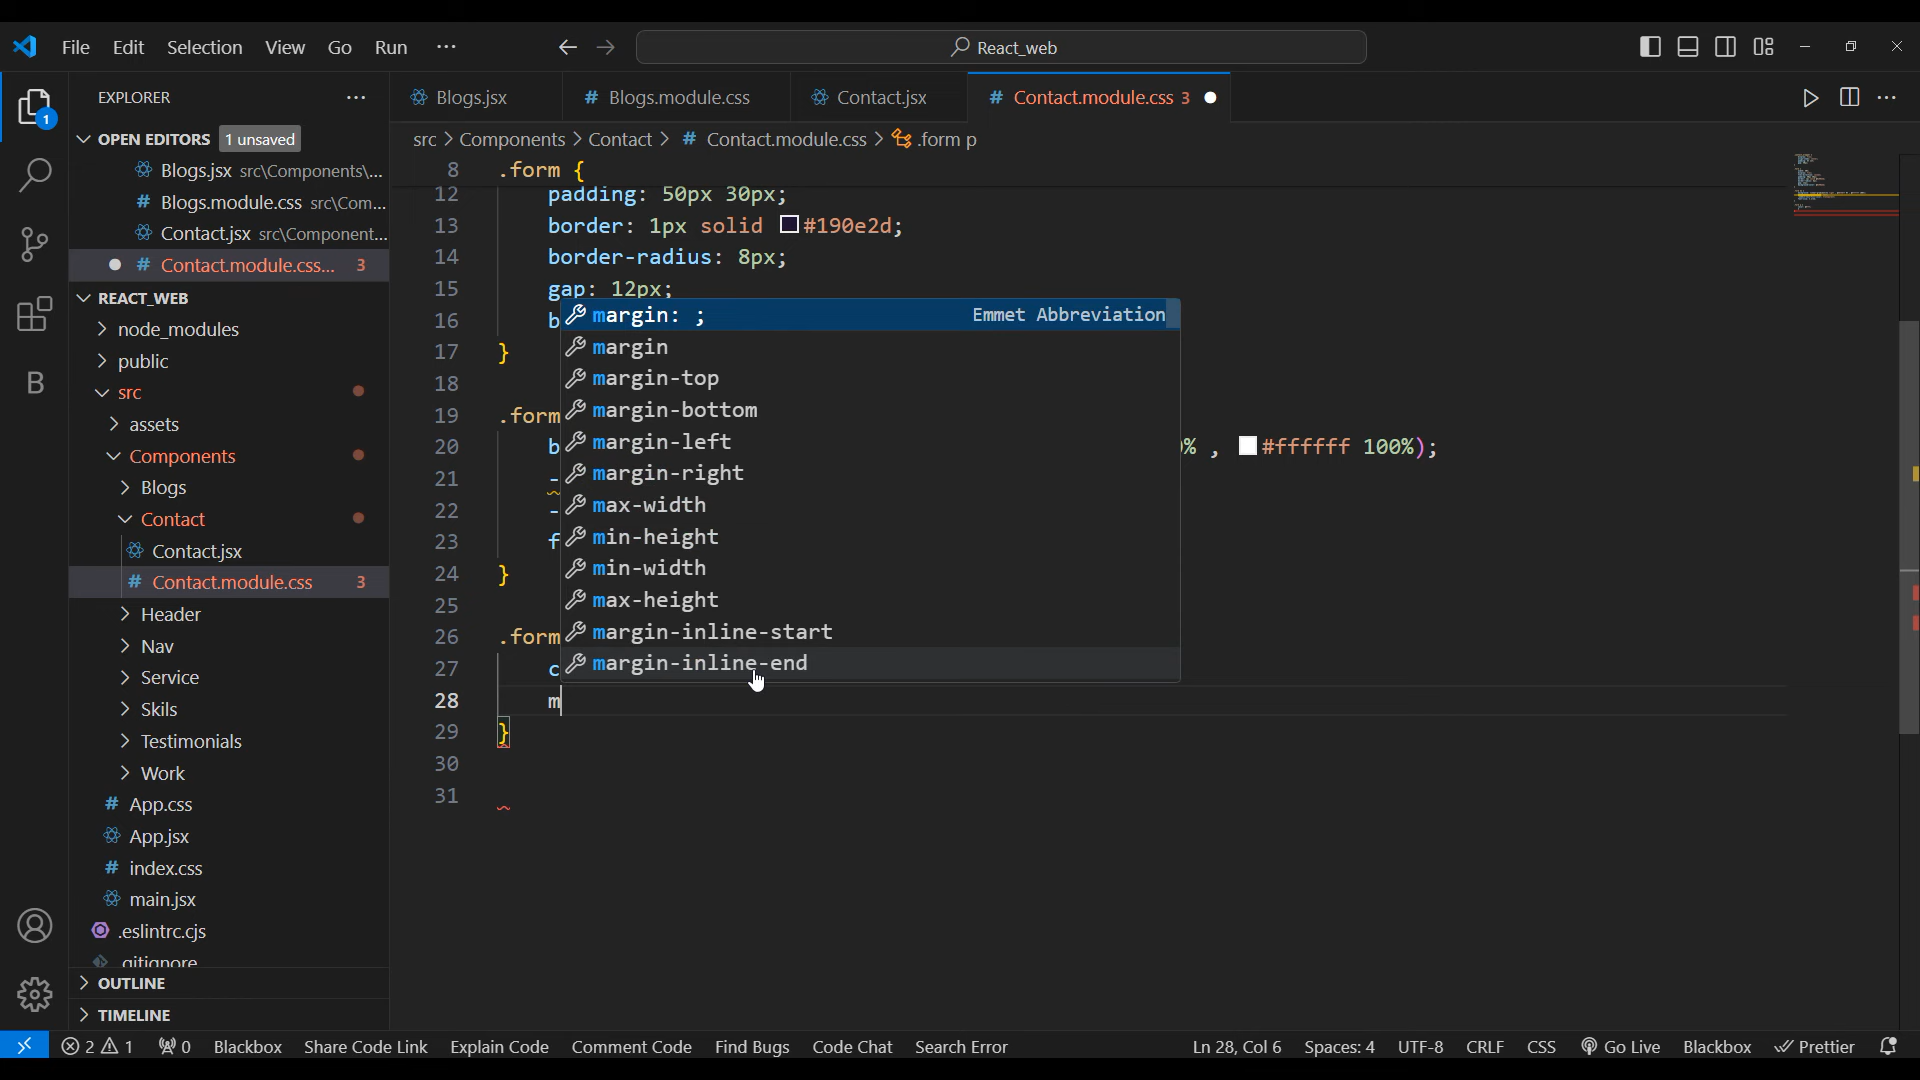 File Edit Selection View Go Run ··· React_web
EXPLORER ···
OPEN EDITORS 1 unsaved
Blogs.jsx src\Components\...
Blogs.module.css src\Com...
Contact.jsx src\Component...
Contact.module.css... 3
REACT_WEB
node_modules
public
src
assets
Components
Blogs
Contact
Contact.jsx
Contact.module.css 3
Header
Nav
Service
Skils
Testimonials
Work
App.css
App.jsx
index.css
main.jsx
.eslintrc.cjs
.gitignore
OUTLINE
TIMELINE
Blogs.jsx # Blogs.module.css Contact.jsx # Contact.module.css 3
src > Components > Contact > # Contact.module.css > .form p
8 .form {
12 padding: 50px 30px;
13 border: 1px solid #190e2d;
14 border-radius: 8px;
15 gap: 12px;
16 b
17 }
18
19 .form
20 b % , #ffffff 100%);
21 -
22 -
23 f
24 }
25
26 .form
27 c
28 m
29 }
30
31
margin: ; Emmet Abbreviation
margin
margin-top
margin-bottom
margin-left
margin-right
max-width
min-height
min-width
max-height
margin-inline-start
margin-inline-end
2 1 0 Blackbox Share Code Link Explain Code Comment Code Find Bugs Code Chat Search Error Ln 28, Col 6 Spaces: 4 UTF-8 CRLF CSS Go Live Blackbox Prettier